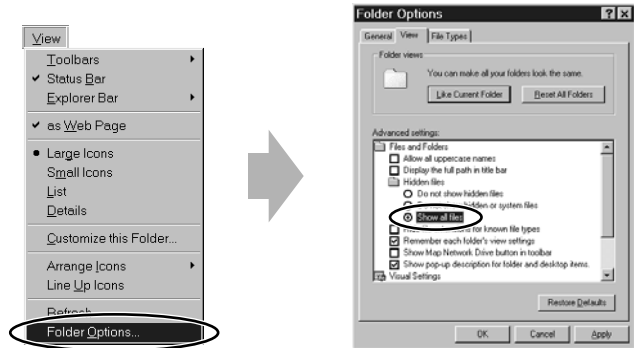 View
Toolbars
Status Bar
Explorer Bar
as Web Page
Large Icons
Small Icons
List
Details
Customize this Folder...
Arrange Icons
Line Up Icons
Refresh
Folder Options...
Folder Options
General View File Types
Folder views
You can make all your folders look the same.
Like Current Folder Reset All Folders
Advanced settings:
Files and Folders
Allow all uppercase names
Display the full path in title bar
Hidden files
Do not show hidden files
hidden or system files
Show all files
for known file types
Remember each folder's view settings
Show Map Network Drive button in toolbar
Show pop-up description for folder and desktop items.
Visual Settings
Restore Defaults
OK Cancel Apply